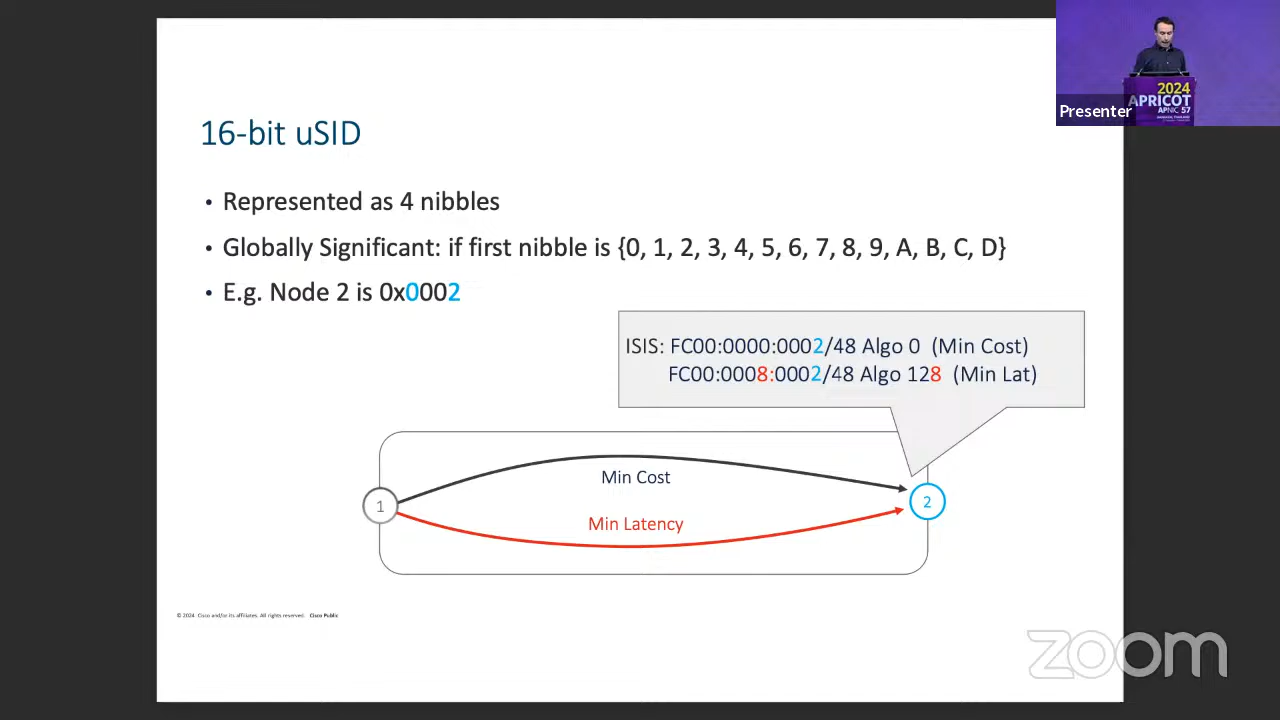 16-bit uSID
• Represented as 4 nibbles
• Globally Significant: if first nibble is {0, 1, 2, 3, 4, 5, 6, 7, 8, 9, A, B, C, D}
• E.g. Node 2 is 0x0002
ISIS: FC00:0000:0002/48 Algo 0 (Min Cost)
FC00:0008:0002/48 Algo 128 (Min Lat)
Min Cost
1
2
Min Latency
© 2024 Cisco and/or its affiliates. All rights reserved. Cisco Public
Presenter
2024
APRICOT
APNIC 57
zoom